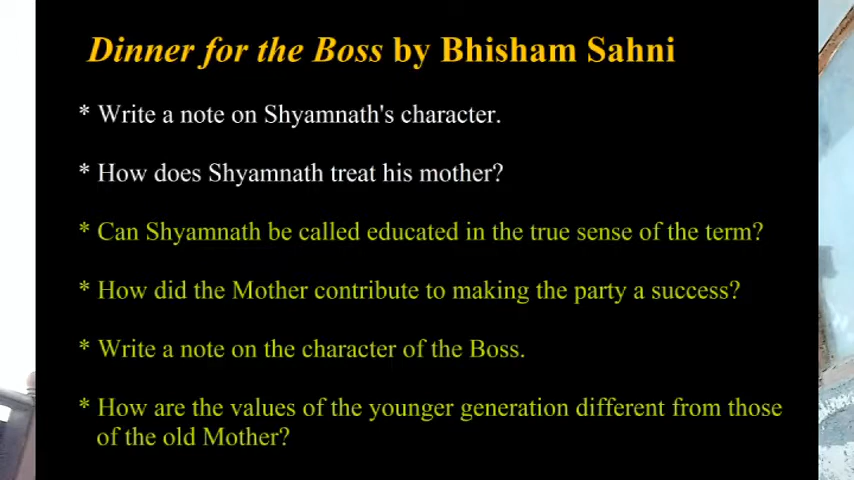 Dinner for the Boss by Bhisham Sahni
* Write a note on Shyamnath's character.
* How does Shyamnath treat his mother?
* Can Shyamnath be called educated in the true sense of the term?
* How did the Mother contribute to making the party a success?
* Write a note on the character of the Boss.
* How are the values of the younger generation different from those
of the old Mother?